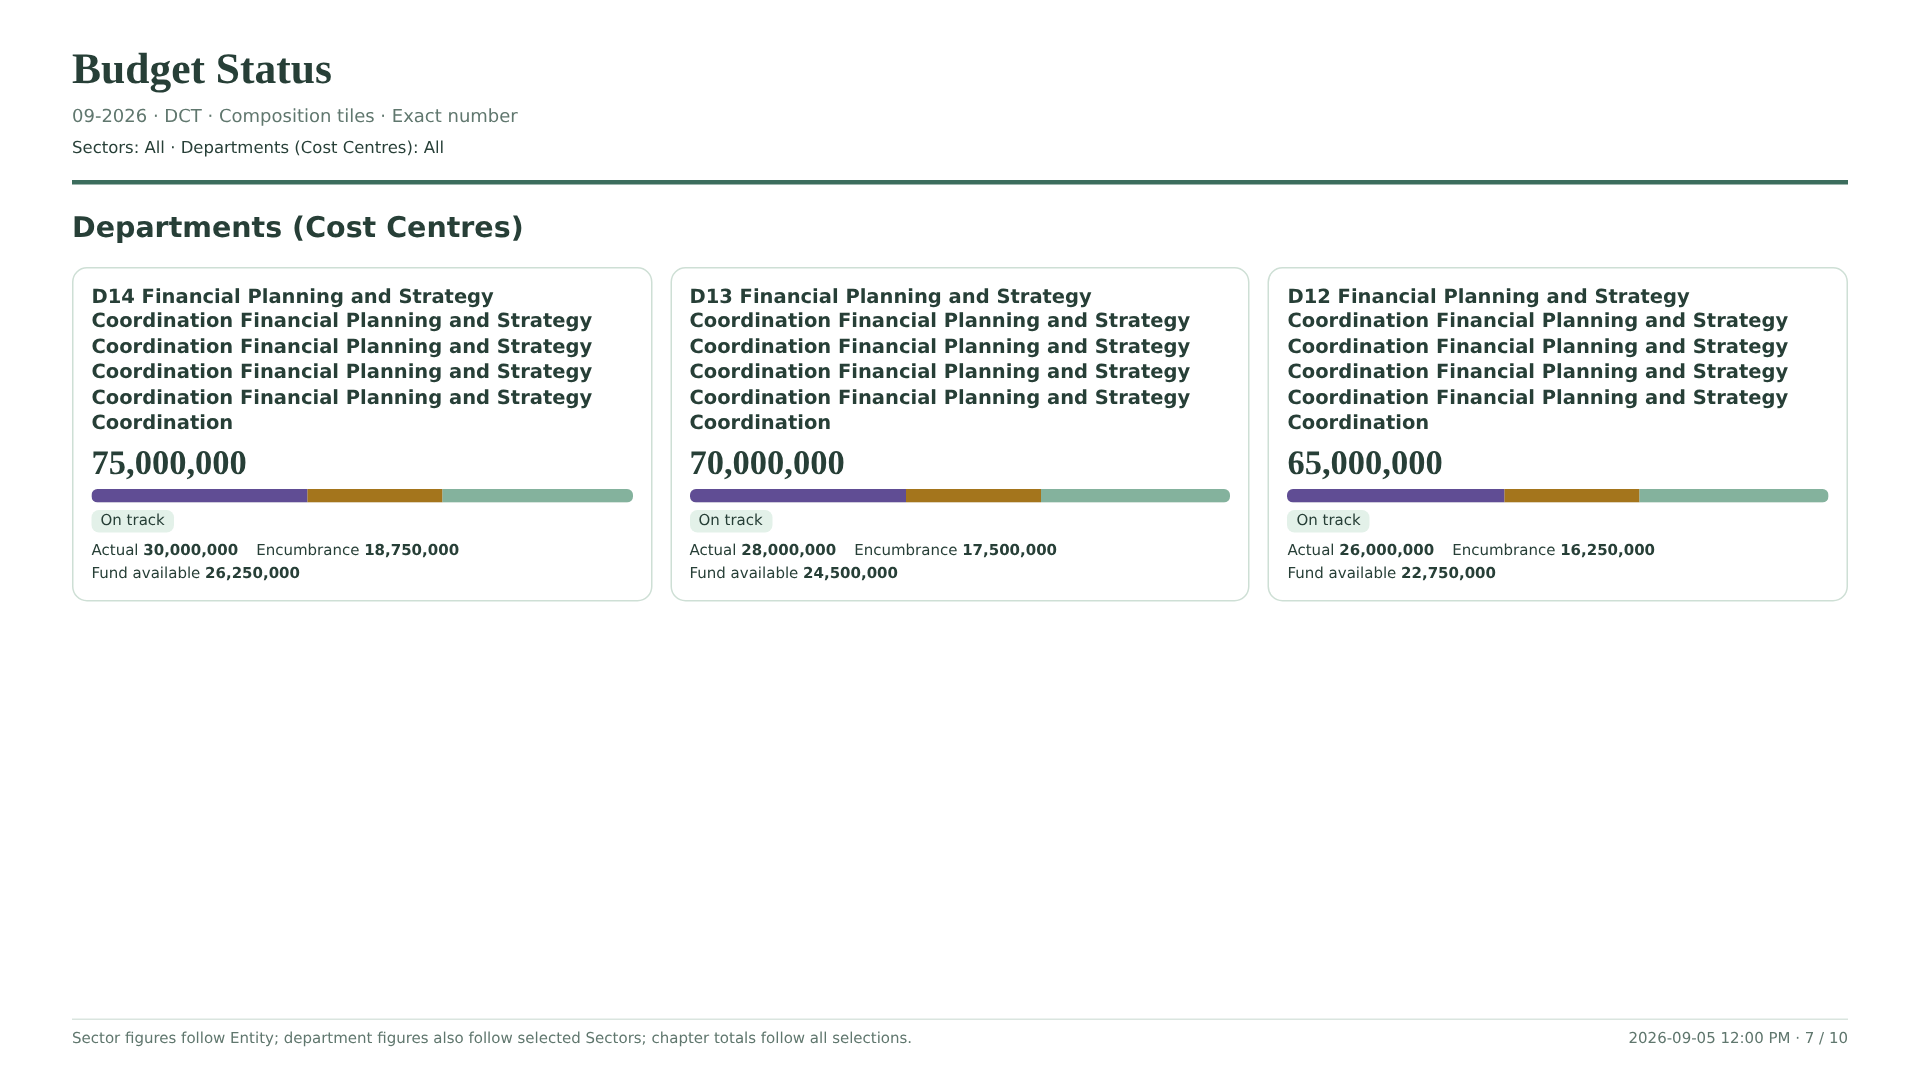 Budget Status
09-2026 · DCT · Composition tiles · Exact number
Sectors: All · Departments (Cost Centres): All
Departments (Cost Centres)
D14 Financial Planning and Strategy
Coordination Financial Planning and Strategy
Coordination Financial Planning and Strategy
Coordination Financial Planning and Strategy
Coordination Financial Planning and Strategy
Coordination
75,000,000
On track
Actual 30,000,000 Encumbrance 18,750,000
Fund available 26,250,000
D13 Financial Planning and Strategy
Coordination Financial Planning and Strategy
Coordination Financial Planning and Strategy
Coordination Financial Planning and Strategy
Coordination Financial Planning and Strategy
Coordination
70,000,000
On track
Actual 28,000,000 Encumbrance 17,500,000
Fund available 24,500,000
D12 Financial Planning and Strategy
Coordination Financial Planning and Strategy
Coordination Financial Planning and Strategy
Coordination Financial Planning and Strategy
Coordination Financial Planning and Strategy
Coordination
65,000,000
On track
Actual 26,000,000 Encumbrance 16,250,000
Fund available 22,750,000
Sector figures follow Entity; department figures also follow selected Sectors; chapter totals follow all selections.
2026-09-05 12:00 PM · 7 / 10